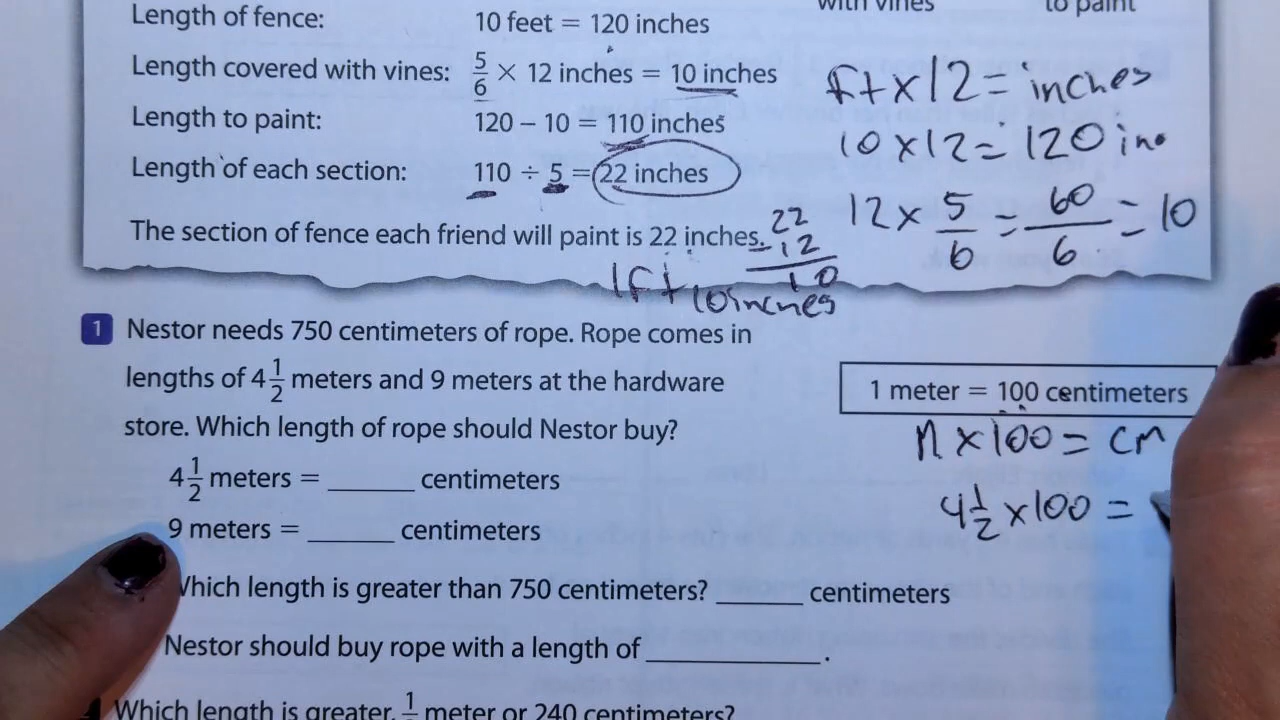 with vines to paint
Length of fence: 10 feet = 120 inches
Length covered with vines: 5/6 × 12 inches = 10 inches
Length to paint: 120 – 10 = 110 inches
Length of each section: 110 ÷ 5 = 22 inches
The section of fence each friend will paint is 22 inches.
ft x 12 = inches
10 x 12 = 120 in
12 x 5/6 = 60/6 = 10
22
-12
10
1ft 10 inches
1 Nestor needs 750 centimeters of rope. Rope comes in
lengths of 4 1/2 meters and 9 meters at the hardware
store. Which length of rope should Nestor buy?
1 meter = 100 centimeters
m x 100 = cm
4 1/2 x 100 =
4 1/2 meters = ______ centimeters
9 meters = ______ centimeters
Which length is greater than 750 centimeters? ______ centimeters
Nestor should buy rope with a length of ____________.
Which length is greater, 1/ meter or 240 centimeters?